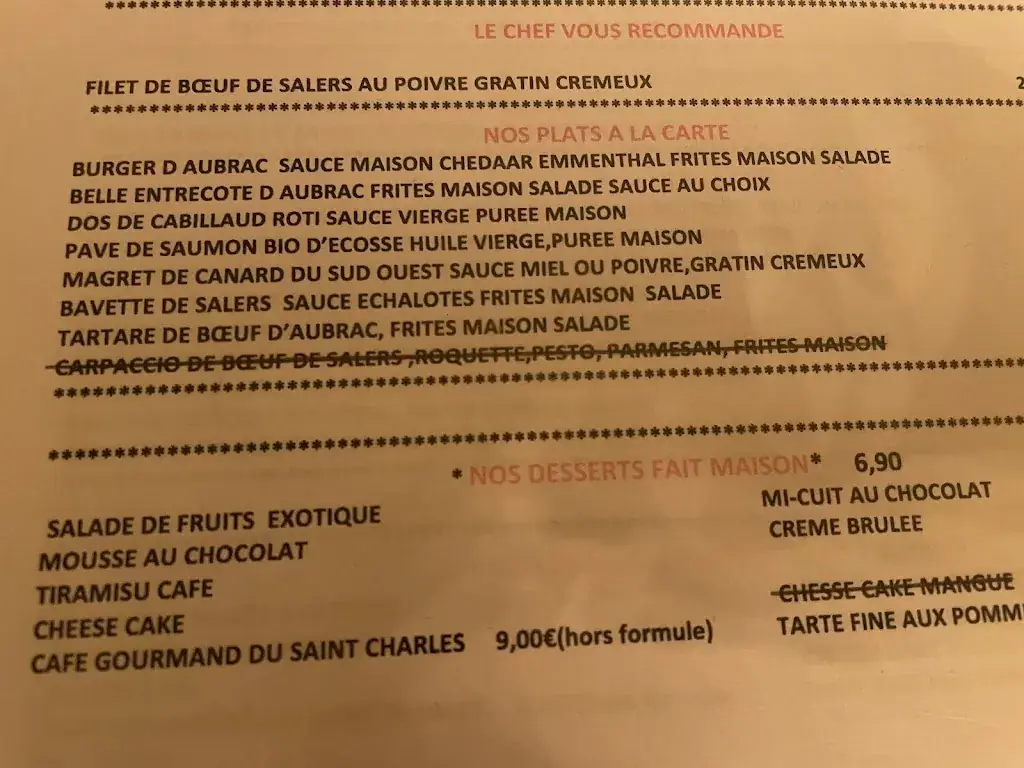 LE CHEF VOUS RECOMMANDE
FILET DE BŒUF DE SALERS AU POIVRE GRATIN CREMEUX 2
NOS PLATS A LA CARTE
BURGER D AUBRAC SAUCE MAISON CHEDAAR EMMENTHAL FRITES MAISON SALADE
BELLE ENTRECOTE D AUBRAC FRITES MAISON SALADE SAUCE AU CHOIX
DOS DE CABILLAUD ROTI SAUCE VIERGE PUREE MAISON
PAVE DE SAUMON BIO D'ECOSSE HUILE VIERGE,PUREE MAISON
MAGRET DE CANARD DU SUD OUEST SAUCE MIEL OU POIVRE,GRATIN CREMEUX
BAVETTE DE SALERS SAUCE ECHALOTES FRITES MAISON SALADE
TARTARE DE BŒUF D'AUBRAC, FRITES MAISON SALADE
CARPACCIO DE BŒUF DE SALERS ,ROQUETTE,PESTO, PARMESAN, FRITES MAISON
*NOS DESSERTS FAIT MAISON* 6,90
SALADE DE FRUITS EXOTIQUE
MOUSSE AU CHOCOLAT
TIRAMISU CAFE
CHEESE CAKE
CAFE GOURMAND DU SAINT CHARLES 9,00€(hors formule)
MI-CUIT AU CHOCOLAT
CREME BRULEE
CHESSE CAKE MANGUE
TARTE FINE AUX POMM